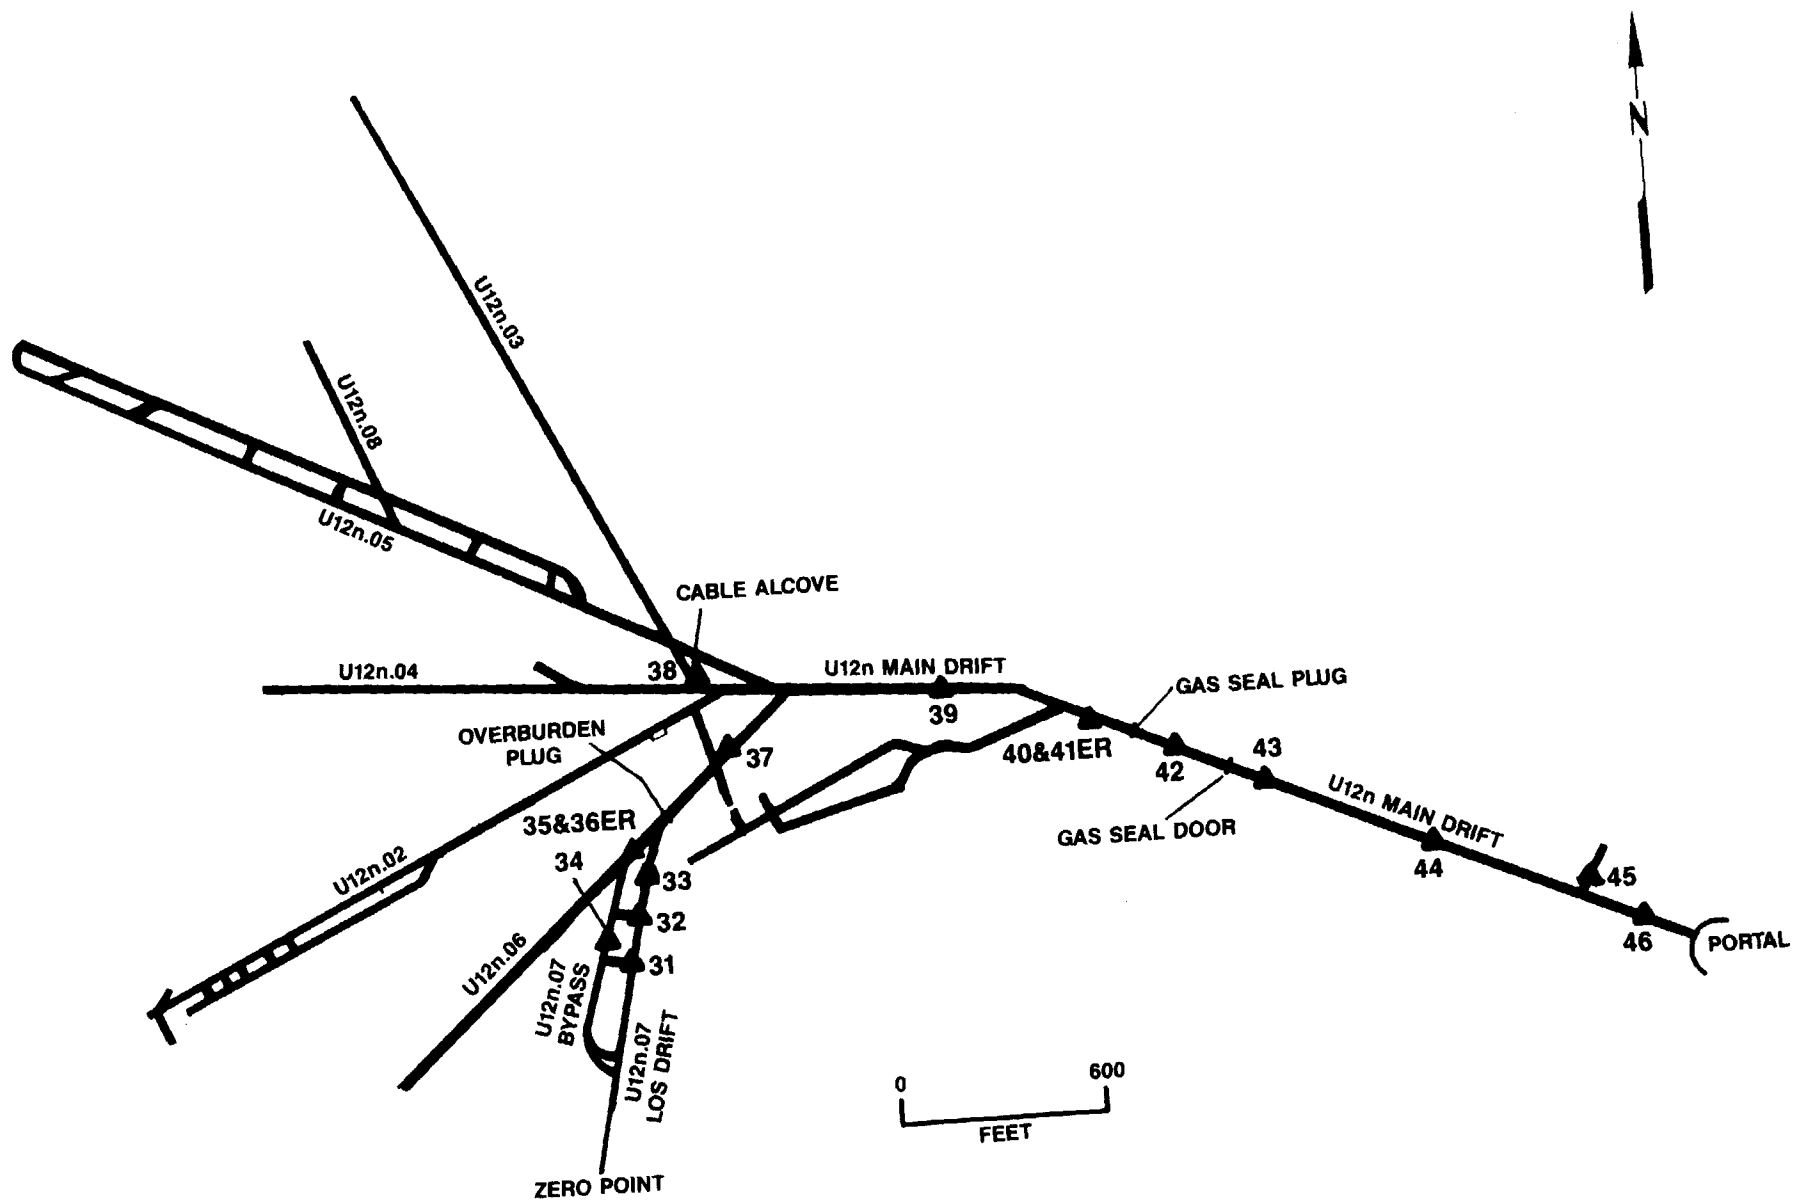 N
U12n.03
U12n.08
U12n.05
CABLE ALCOVE
U12n.04
38
U12n MAIN DRIFT
39
GAS SEAL PLUG
OVERBURDEN
PLUG
37
40&41ER
42
43
U12n MAIN DRIFT
GAS SEAL DOOR
35&36ER
34
33
32
31
44
45
46
PORTAL
U12n.02
U12n.06
U12n.07
BYPASS
U12n.07
LOS DRIFT
0
600
FEET
ZERO POINT